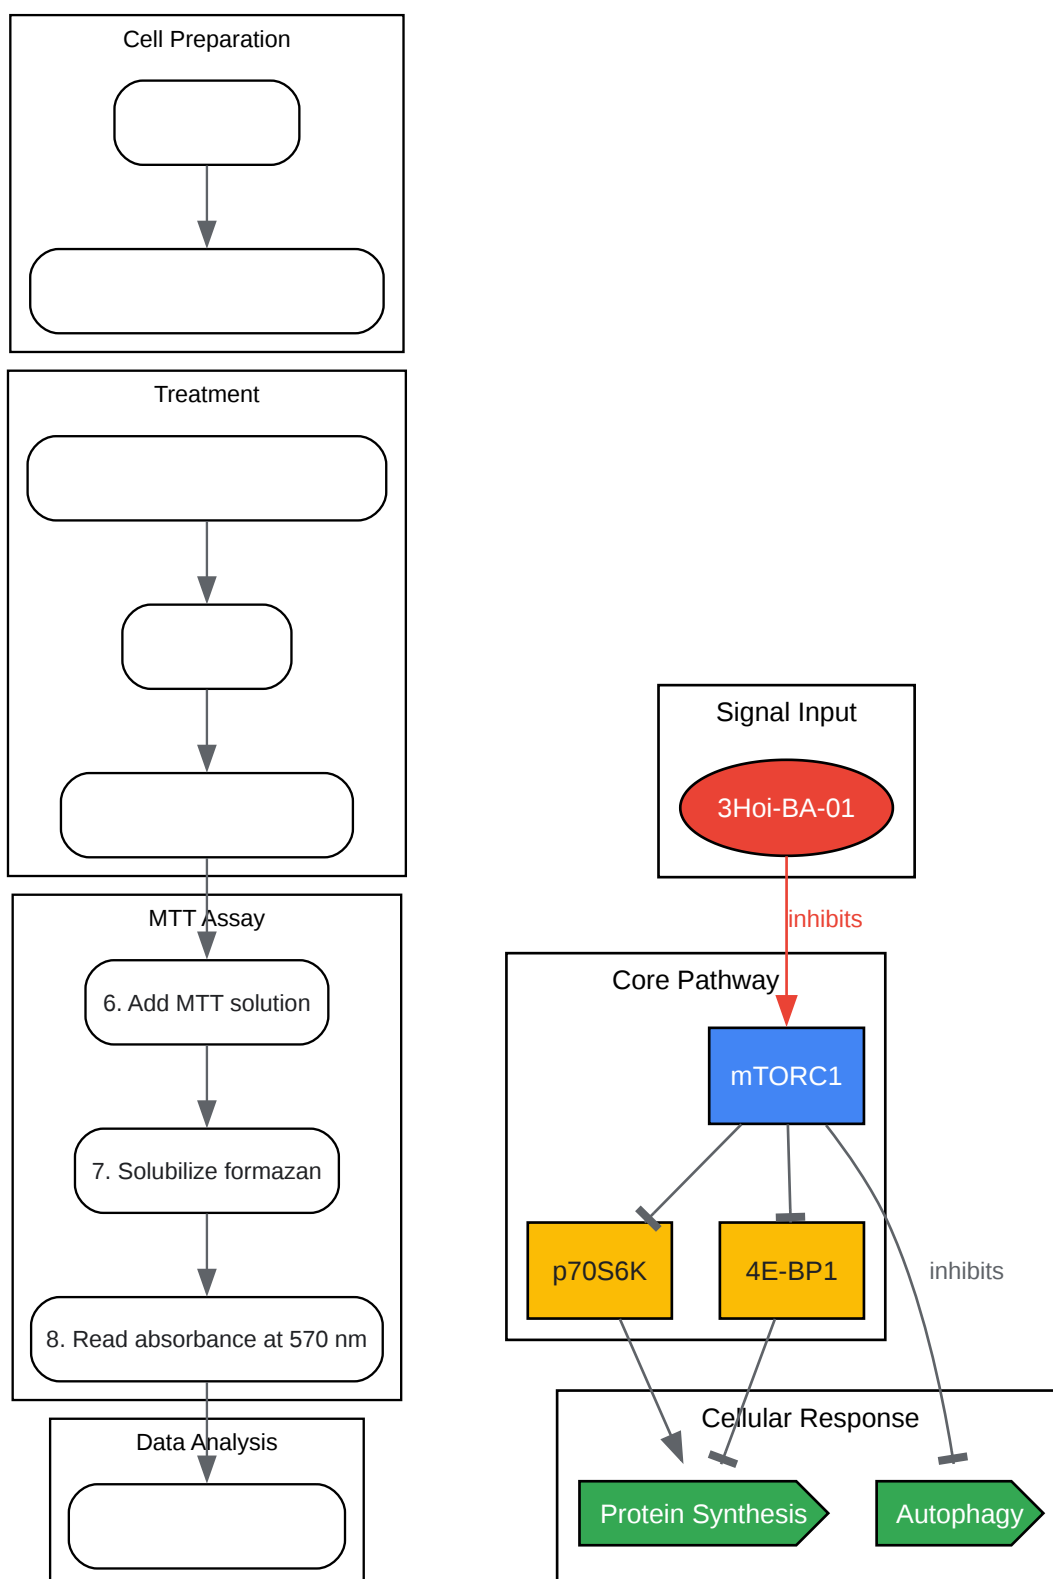 Cell Preparation
Treatment
MTT Assay
6. Add MTT solution
7. Solubilize formazan
8. Read absorbance at 570 nm
Data Analysis
Signal Input
3Hoi-BA-01
inhibits
Core Pathway
mTORC1
p70S6K
4E-BP1
inhibits
Cellular Response
Protein Synthesis
Autophagy